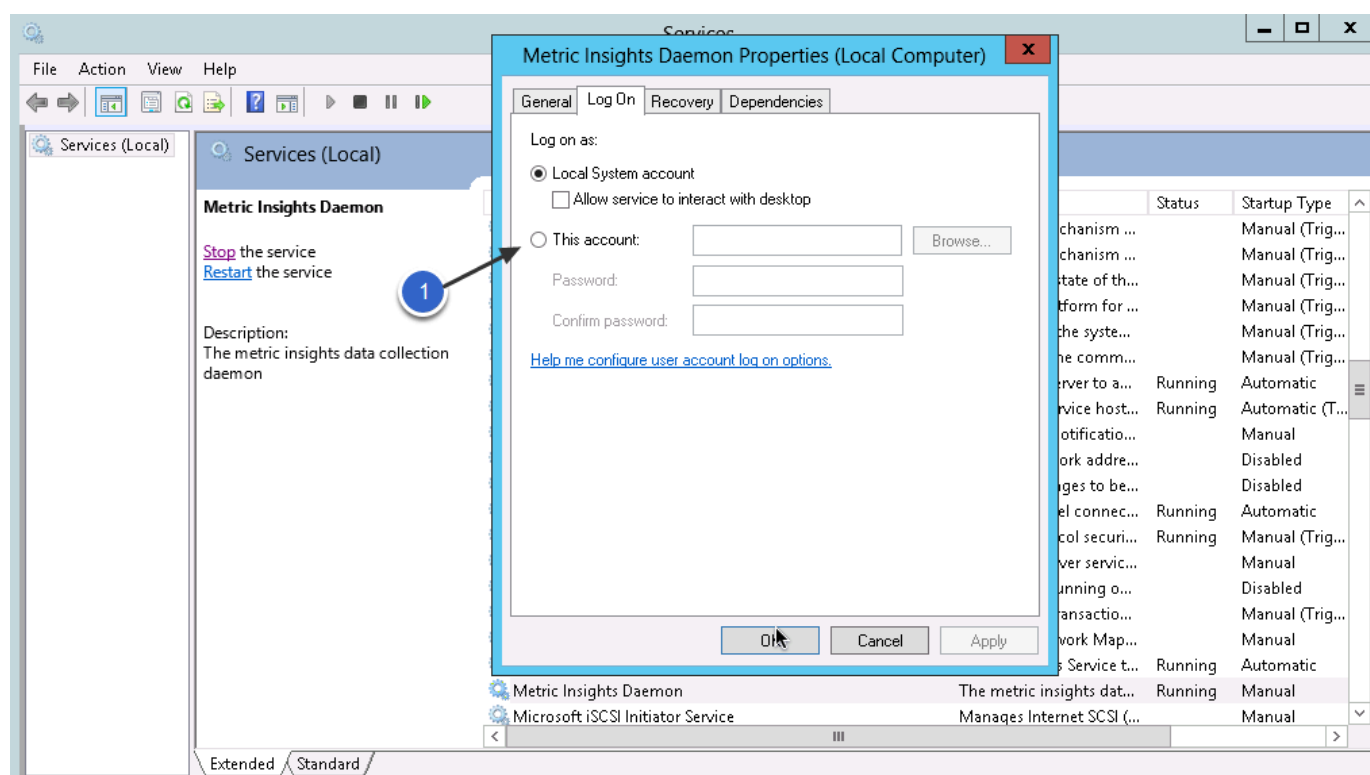 Services
File Action View Help
Services (Local)
Services (Local)
Metric Insights Daemon
Stop the service
Restart the service
Description:
The metric insights data collection
daemon
1
Metric Insights Daemon Properties (Local Computer)
x
General Log On Recovery Dependencies
Log on as:
Local System account
Allow service to interact with desktop
This account:
Browse...
Password:
Confirm password:
Help me configure user account log on options.
OK Cancel Apply
Status Startup Type
chanism ... Manual (Trig...
chanism ... Manual (Trig...
state of th... Manual (Trig...
tform for ... Manual (Trig...
the syste... Manual (Trig...
he comm... Manual (Trig...
erver to a... Running Automatic
rvice host... Running Automatic (T...
otificatio... Manual
ork addre... Disabled
ages to be... Disabled
el connec... Running Automatic
col securi... Running Manual (Trig...
ver servic... Manual
unning o... Disabled
ransactio... Manual (Trig...
work Map... Manual
s Service t... Running Automatic
Metric Insights Daemon The metric insights dat... Running Manual
Microsoft iSCSI Initiator Service Manages Internet SCSI (... Manual
Extended Standard